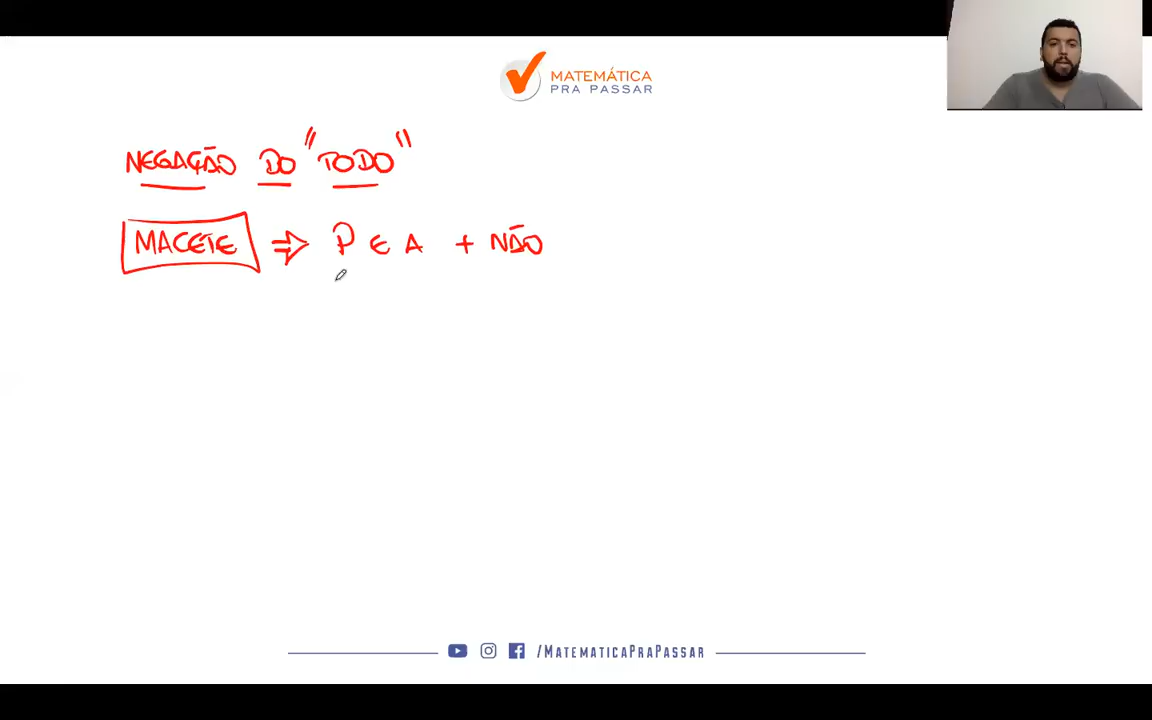 MATEMÁTICA
PRA PASSAR
NEGAÇÃO DO "TODO"
MACETE ⇒ P E A + NÃO
/MATEMATICAPRAPASSAR